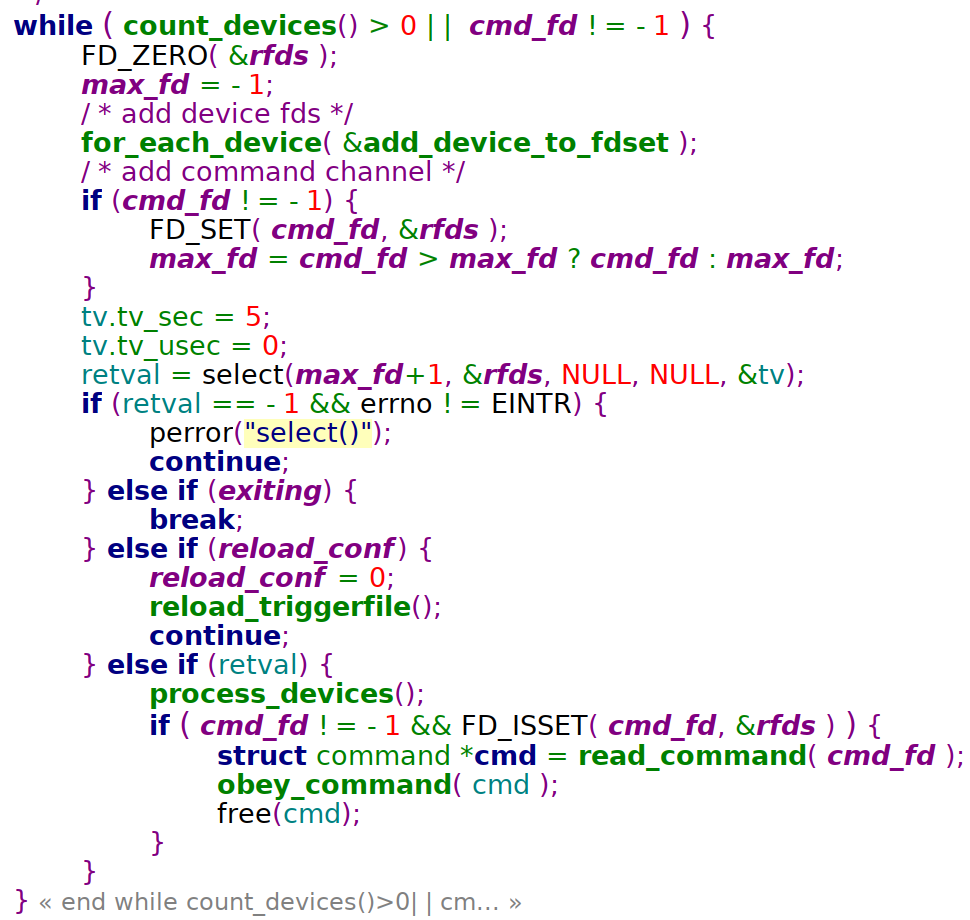 while ( count_devices() > 0 || cmd_fd != -1 ) {
FD_ZERO( &rfds );
max_fd = -1;
/* add device fds */
for_each_device( &add_device_to_fdset );
/* add command channel */
if (cmd_fd != -1) {
FD_SET( cmd_fd, &rfds );
max_fd = cmd_fd > max_fd ? cmd_fd : max_fd;
}
tv.tv_sec = 5;
tv.tv_usec = 0;
retval = select(max_fd+1, &rfds, NULL, NULL, &tv);
if (retval == -1 && errno != EINTR) {
perror("select()");
continue;
} else if (exiting) {
break;
} else if (reload_conf) {
reload_conf = 0;
reload_triggerfile();
continue;
} else if (retval) {
process_devices();
if ( cmd_fd != -1 && FD_ISSET( cmd_fd, &rfds ) ) {
struct command *cmd = read_command( cmd_fd );
obey_command( cmd );
free(cmd);
}
}
} « end while count_devices()>0||cm... »